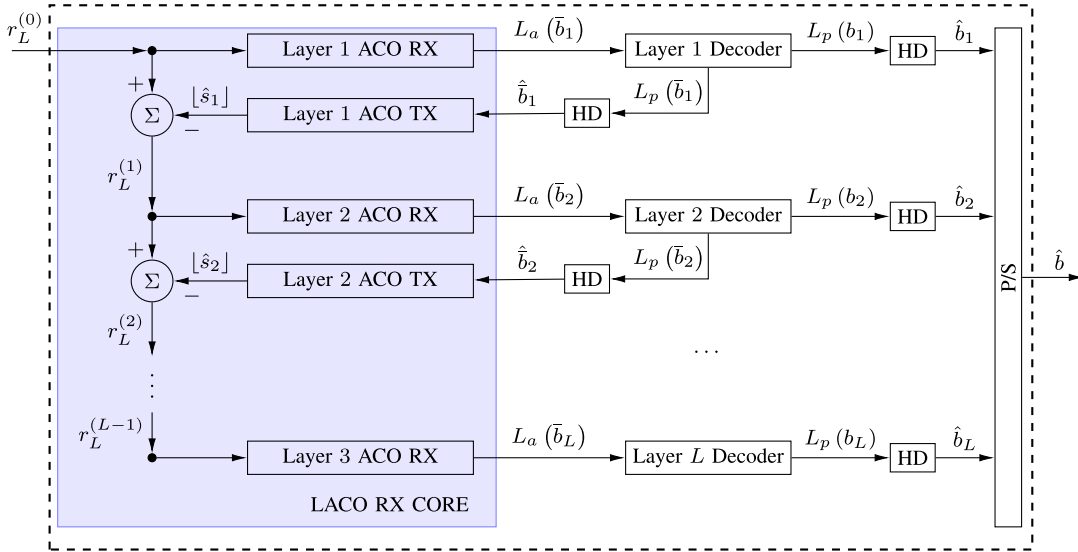 r_L^{(0)}
Layer 1 ACO RX
L_a (b̄_1)
Layer 1 Decoder
L_p (b_1)
HD
b̂_1
+
⌊ŝ_1⌋
Σ
−
Layer 1 ACO TX
b̄̂_1
HD
L_p (b̄_1)
r_L^{(1)}
Layer 2 ACO RX
L_a (b̄_2)
Layer 2 Decoder
L_p (b_2)
HD
b̂_2
+
⌊ŝ_2⌋
Σ
−
Layer 2 ACO TX
b̄̂_2
HD
L_p (b̄_2)
P/S
b̂
r_L^{(2)}
⋮
...
r_L^{(L−1)}
Layer 3 ACO RX
L_a (b̄_L)
Layer L Decoder
L_p (b_L)
HD
b̂_L
LACO RX CORE